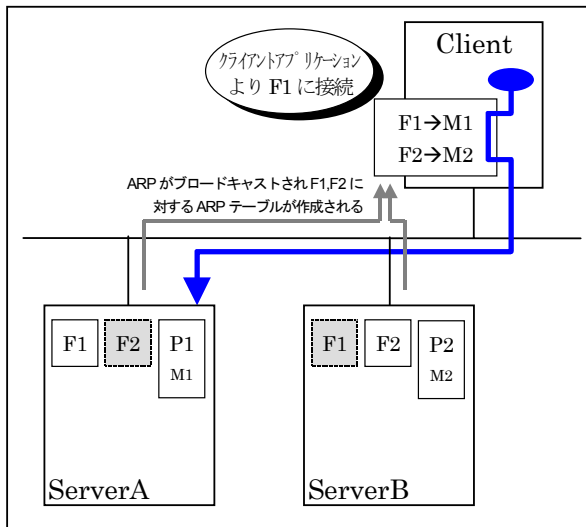 クライアントアプリケーション
より F1 に接続
Client
F1→M1
F2→M2
ARP がブロードキャストされ F1,F2 に
対する ARP テーブルが作成される
F1
F2
P1
M1
ServerA
F1
F2
P2
M2
ServerB